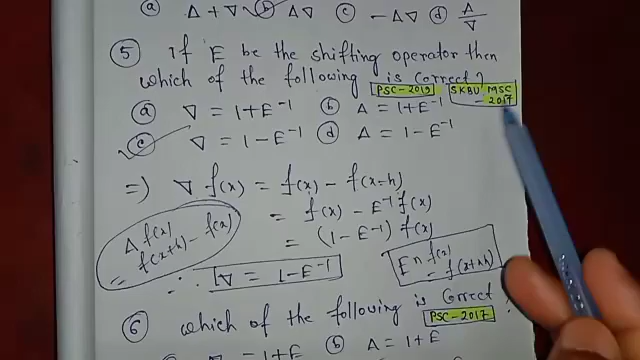 ⓐ Δ + ∇ ⓑ Δ∇ ⓒ -Δ∇ ⓓ Δ/∇
⑤ If E be the shifting operator then
which of the following is correct?
PSC-2019 SKBU MSC
- 2017
ⓐ ∇ = 1+E⁻¹ ⓑ Δ = 1+E⁻¹
ⓒ ∇ = 1-E⁻¹ ⓓ Δ = 1-E⁻¹
=) ∇ f(x) = f(x) - f(x-h)
= f(x) - E⁻¹ f(x)
= (1-E⁻¹) f(x)
∴ ∇ = 1-E⁻¹
Δ f(x)
= f(x+h) - f(x)
Eⁿ f(x)
= f(x+nh)
⑥ which of the following is Correct?
PSC-2017
= 1+E ⓑ Δ = 1+E